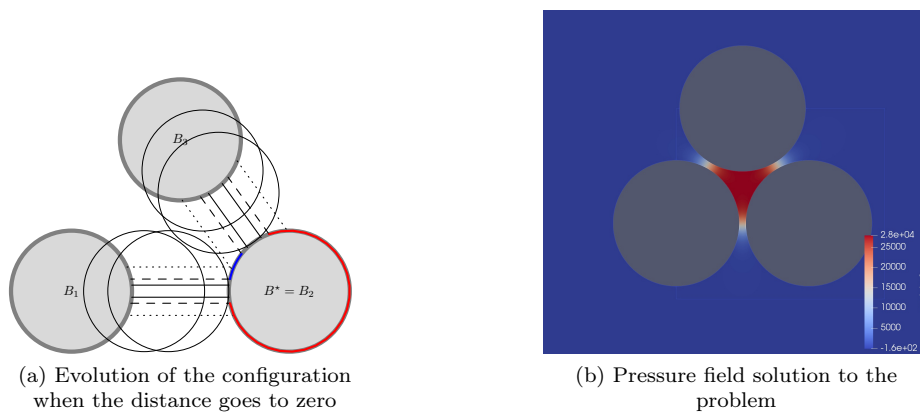 B₃
B₁
B⋆ = B₂
2.8e+04
25000
20000
15000
10000
5000
-1.6e+02
(a) Evolution of the configuration
when the distance goes to zero
(b) Pressure field solution to the
problem